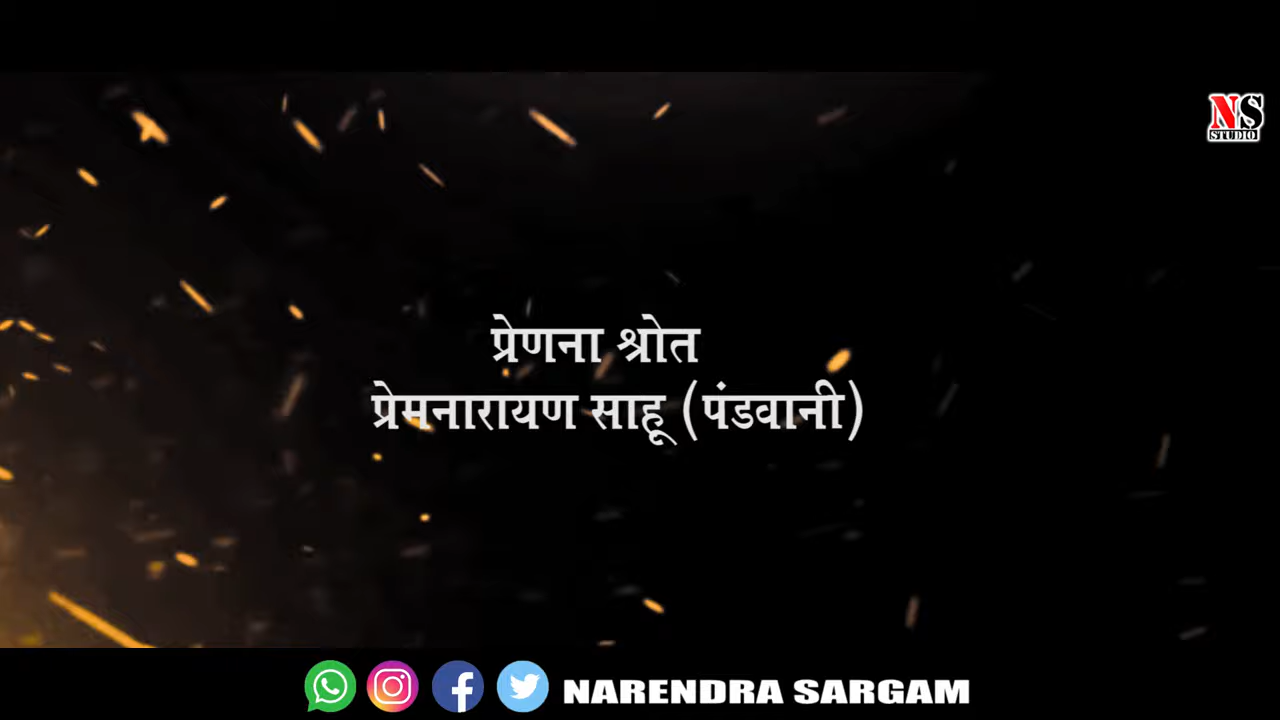 NS
STUDIO
प्रेणना श्रोत
प्रेमनारायण साहू (पंडवानी)
NARENDRA SARGAM